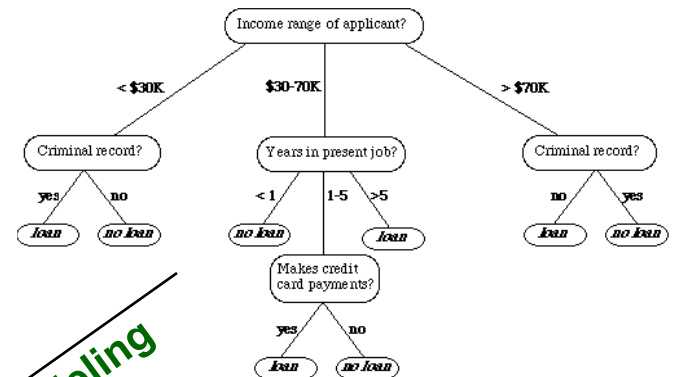 Income range of applicant?
< $30K
$30-70K
> $70K
Criminal record?
Years in present job?
Criminal record?
yes
no
< 1
1-5
>5
no
yes
loan
no loan
no loan
loan
loan
no loan
Makes credit
card payments?
yes
no
loan
no loan